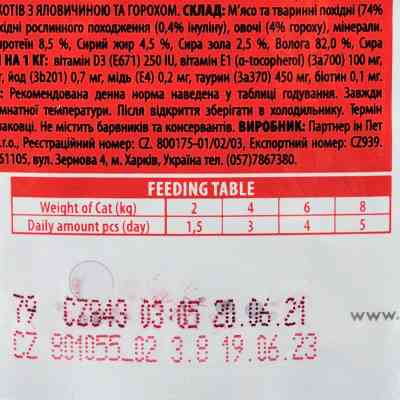 КОТІВ З ЯЛОВИЧИНОЮ ТА ГОРОХОМ. СКЛАД: М'ясо та тваринні похідні (74%
хідні рослинного походження (0,4% інуліну), овочі (4% гороху), мінерали.
ротеїн 8,5 %, Сирий жир 4,5 %, Сира зола 2,5 %, Волога 82,0 %, Сира
І НА 1 КГ: вітамін D3 (E671) 250 IU, вітамін E1 (α-tocopherol) (3a700) 100 мг,
г, йод (3b201) 0,7 мг, мідь (E4) 0,2 мг, таурин (3a370) 450 мг, біотин 0,1 мг.
: Рекомендована денна норма наведена у таблиці годування. Завжди
імнатної температури. Після відкриття зберігати в холодильнику. Термін
паковці. Не містить барвників та консервантів. ВИРОБНИК: Партнер ін Пет
r.o., Реєстраційний номер: CZ. 800175-01/02/03, Експортний номер: CZ939.
61105, вул. Зернова 4, м. Харків, Україна тел. (057)7867380.
FEEDING TABLE
Weight of Cat (kg) 2 4 6 8
Daily amount pcs (day) 1,5 3 4 5
79 CZ843 03:05 20.06.21
www.
CZ 801055_02 3.8 19.06.23